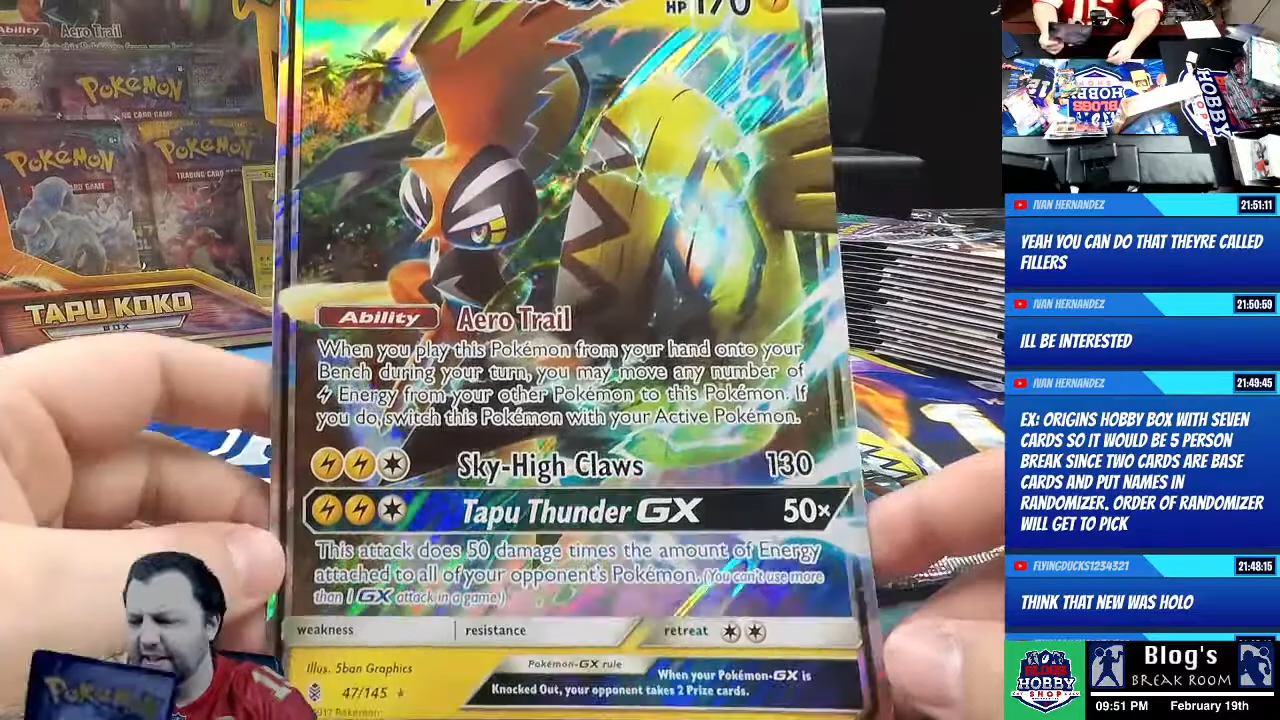 HP 170
Ability Aero Trail
When you play this Pokémon from your hand onto your
Bench during your turn, you may move any number of
Energy from your other Pokémon to this Pokémon. If
you do, switch this Pokémon with your Active Pokémon.
Sky-High Claws 130
Tapu Thunder GX 50×
This attack does 50 damage times the amount of Energy
attached to all of your opponent's Pokémon. (You can't use more
than 1 GX attack in a game.)
weakness resistance retreat
Illus. 5ban Graphics
47/145
Pokémon-GX rule
When your Pokémon-GX is
Knocked Out, your opponent takes 2 Prize cards.
Ability Aero Trail
Pokémon
Pokémon
Pokémon
TAPU KOKO
BOX
Pokémon
BLOGS
HOBBY
HOBBY
IVAN HERNANDEZ 21:51:11
YEAH YOU CAN DO THAT THEYRE CALLED
FILLERS
IVAN HERNANDEZ 21:50:59
ILL BE INTERESTED
IVAN HERNANDEZ 21:49:45
EX: ORIGINS HOBBY BOX WITH SEVEN
CARDS SO IT WOULD BE 5 PERSON
BREAK SINCE TWO CARDS ARE BASE
CARDS AND PUT NAMES IN
RANDOMIZER. ORDER OF RANDOMIZER
WILL GET TO PICK
FLYINGDUCKS1234321 21:48:15
THINK THAT NEW WAS HOLO
BLOGS
HOBBY
SHOP
Blog's
BREAK ROOM
09:51 PM February 19th